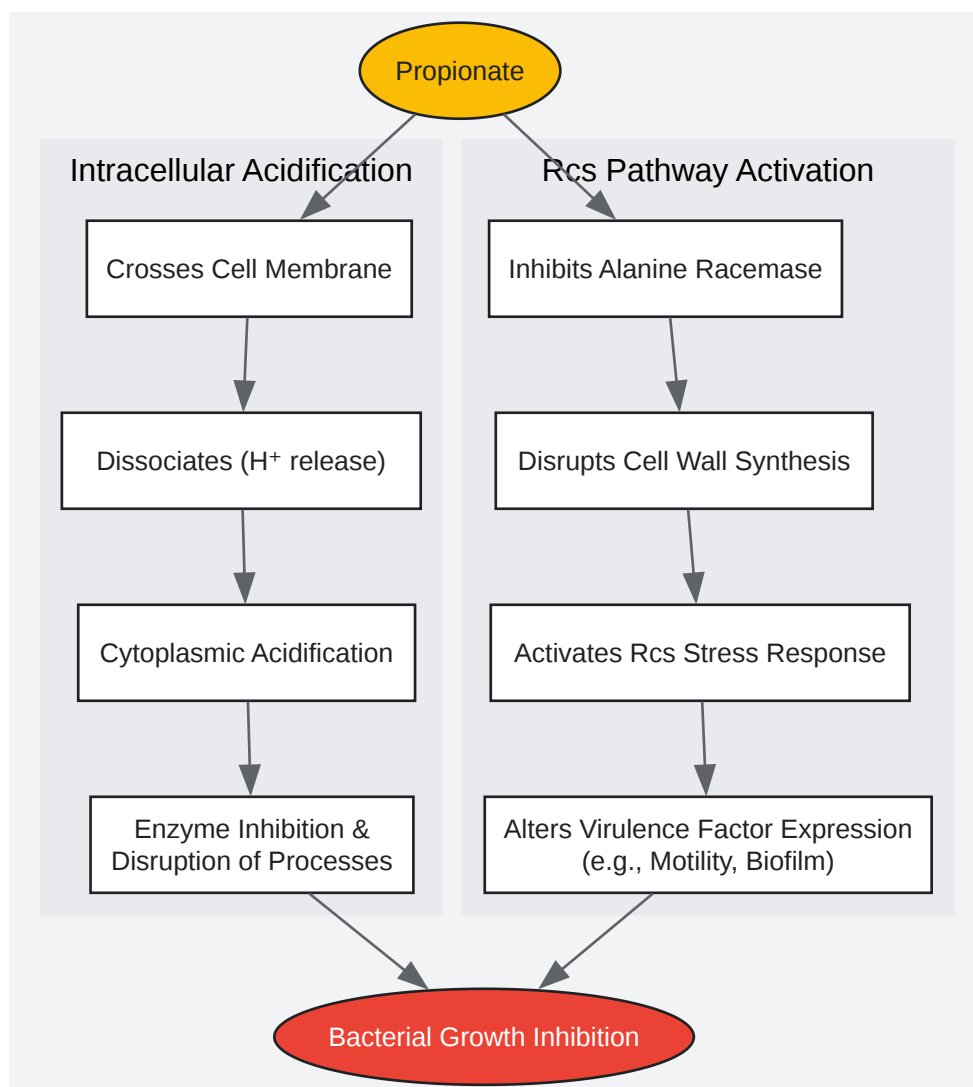 Propionate
Intracellular Acidification
Crosses Cell Membrane
Dissociates (H⁺ release)
Cytoplasmic Acidification
Enzyme Inhibition &
Disruption of Processes
Rcs Pathway Activation
Inhibits Alanine Racemase
Disrupts Cell Wall Synthesis
Activates Rcs Stress Response
Alters Virulence Factor Expression
(e.g., Motility, Biofilm)
Bacterial Growth Inhibition